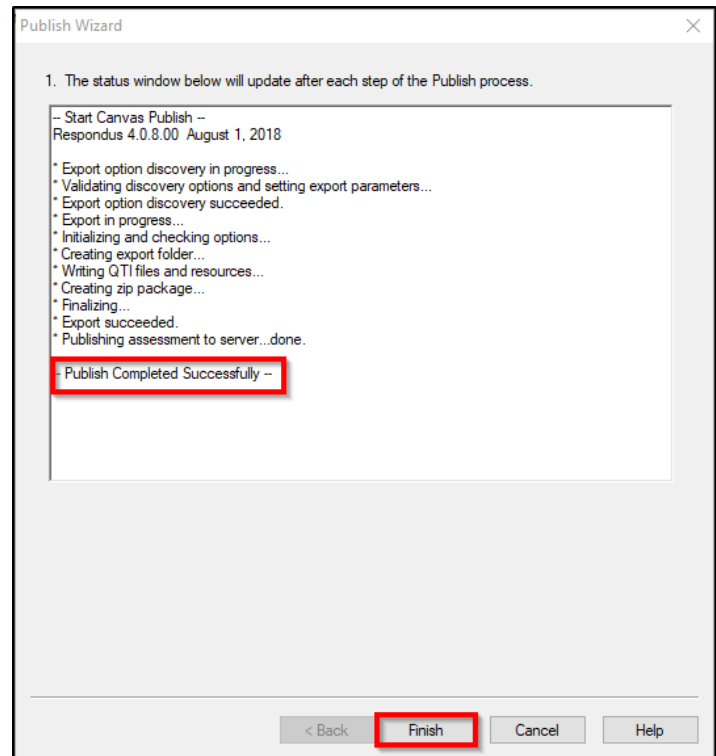 Publish Wizard
1. The status window below will update after each step of the Publish process.
-- Start Canvas Publish --
Respondus 4.0.8.00 August 1, 2018
* Export option discovery in progress...
* Validating discovery options and setting export parameters...
* Export option discovery succeeded.
* Export in progress...
* Initializing and checking options...
* Creating export folder...
* Writing QTI files and resources...
* Creating zip package...
* Finalizing...
* Export succeeded.
* Publishing assessment to server...done.
-- Publish Completed Successfully --
< Back Finish Cancel Help